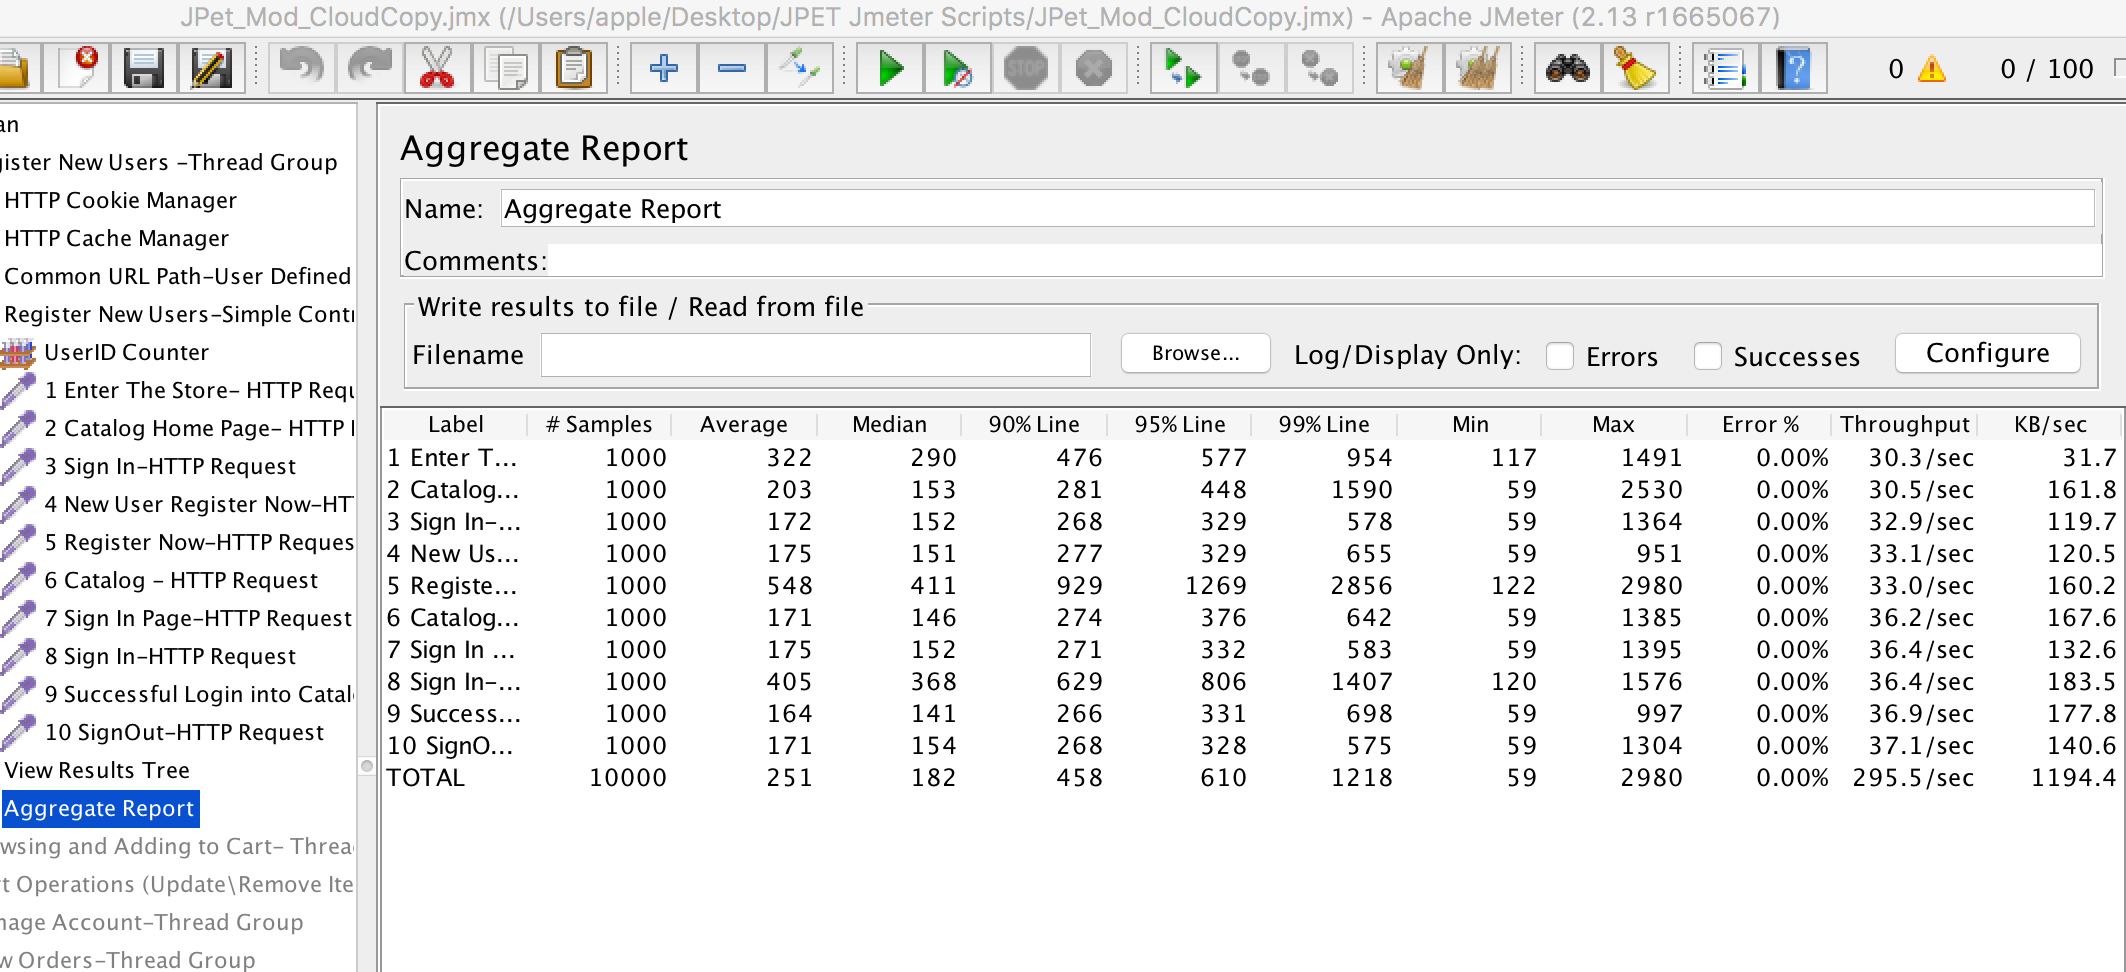 JPet_Mod_CloudCopy.jmx (/Users/apple/Desktop/JPET Jmeter Scripts/JPet_Mod_CloudCopy.jmx) - Apache JMeter (2.13 r1665067)
STOP
0 0 / 100
an
gister New Users -Thread Group
HTTP Cookie Manager
HTTP Cache Manager
Common URL Path-User Defined
Register New Users-Simple Contr
UserID Counter
1 Enter The Store- HTTP Requ
2 Catalog Home Page- HTTP I
3 Sign In-HTTP Request
4 New User Register Now-HT
5 Register Now-HTTP Reques
6 Catalog - HTTP Request
7 Sign In Page-HTTP Request
8 Sign In-HTTP Request
9 Successful Login into Catal
10 SignOut-HTTP Request
View Results Tree
Aggregate Report
wsing and Adding to Cart- Threa
t Operations (Update\Remove Ite
nage Account-Thread Group
w Orders-Thread Group
Aggregate Report
Name: Aggregate Report
Comments:
Write results to file / Read from file
Filename Browse... Log/Display Only: Errors Successes Configure
Label # Samples Average Median 90% Line 95% Line 99% Line Min Max Error % Throughput KB/sec
1 Enter T... 1000 322 290 476 577 954 117 1491 0.00% 30.3/sec 31.7
2 Catalog... 1000 203 153 281 448 1590 59 2530 0.00% 30.5/sec 161.8
3 Sign In-... 1000 172 152 268 329 578 59 1364 0.00% 32.9/sec 119.7
4 New Us... 1000 175 151 277 329 655 59 951 0.00% 33.1/sec 120.5
5 Registe... 1000 548 411 929 1269 2856 122 2980 0.00% 33.0/sec 160.2
6 Catalog... 1000 171 146 274 376 642 59 1385 0.00% 36.2/sec 167.6
7 Sign In ... 1000 175 152 271 332 583 59 1395 0.00% 36.4/sec 132.6
8 Sign In-... 1000 405 368 629 806 1407 120 1576 0.00% 36.4/sec 183.5
9 Success... 1000 164 141 266 331 698 59 997 0.00% 36.9/sec 177.8
10 SignO... 1000 171 154 268 328 575 59 1304 0.00% 37.1/sec 140.6
TOTAL 10000 251 182 458 610 1218 59 2980 0.00% 295.5/sec 1194.4